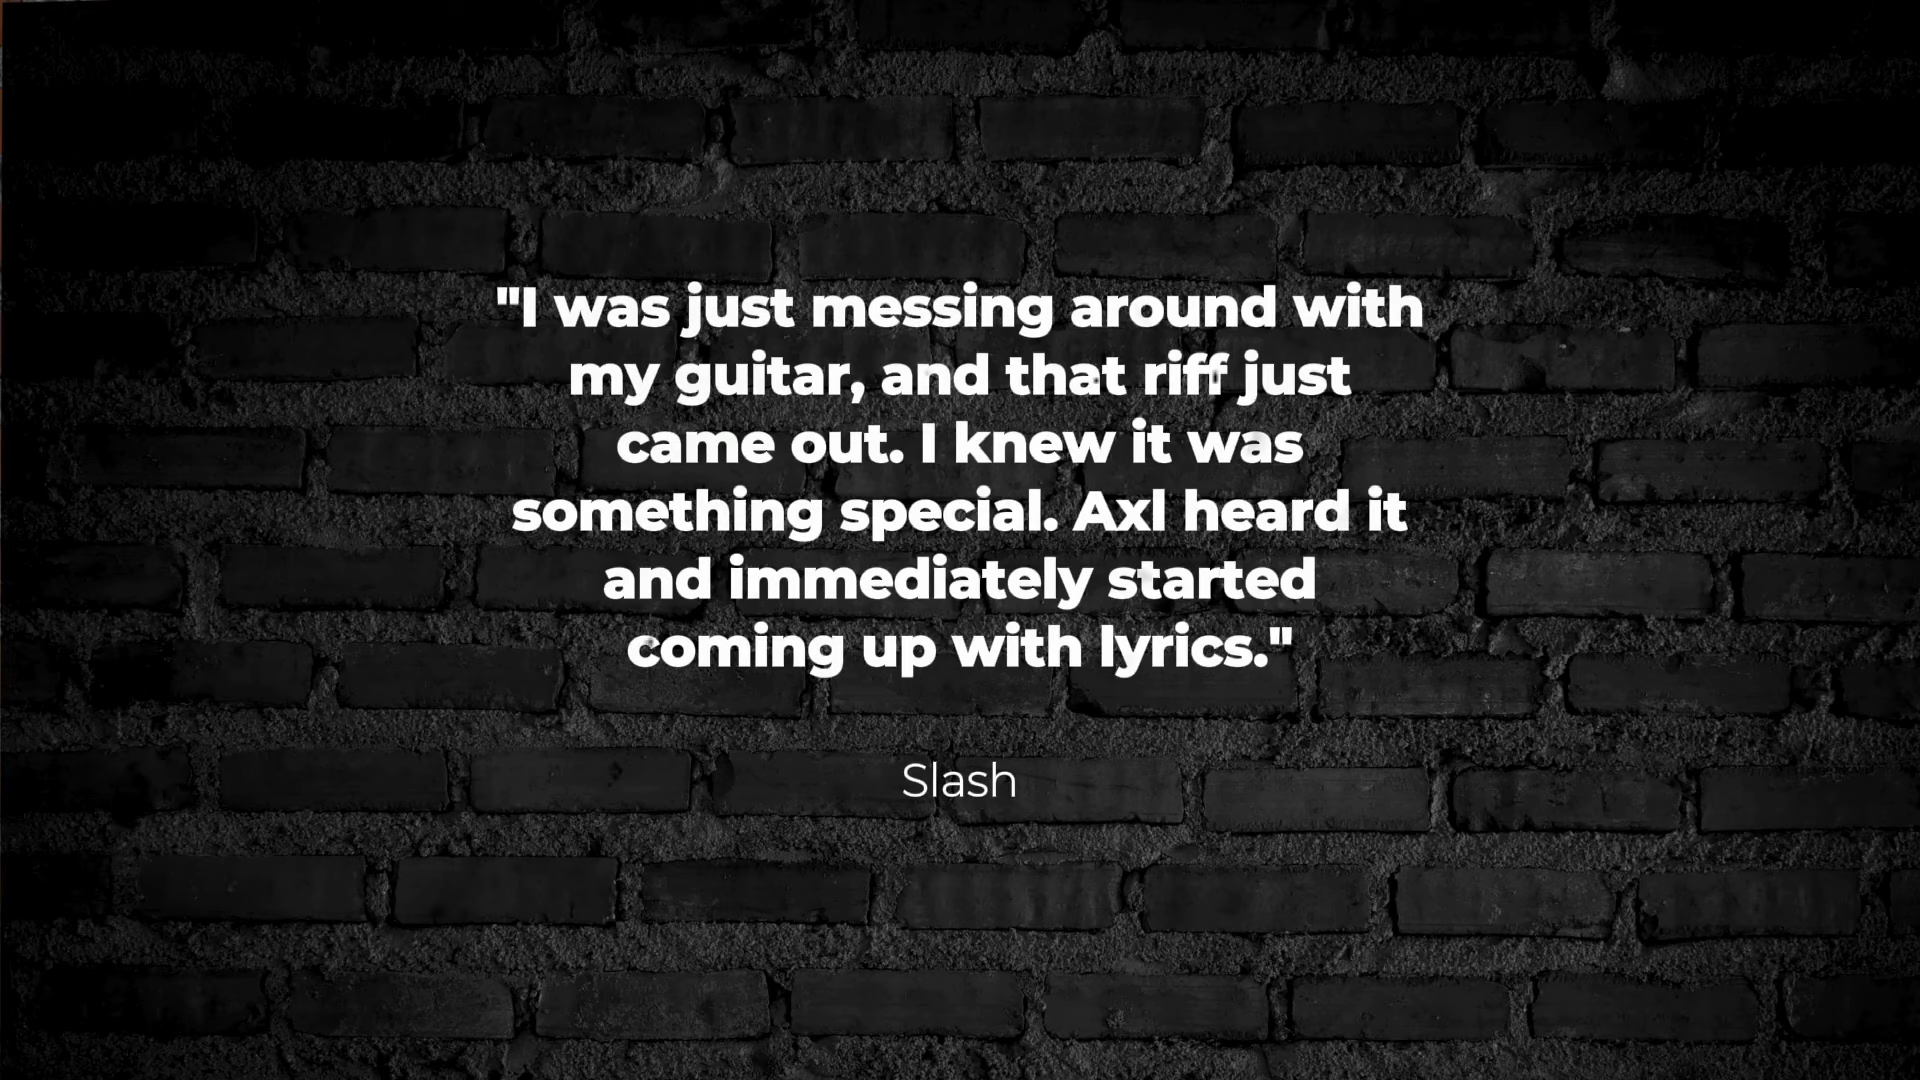 "I was just messing around with
my guitar, and that riff just
came out. I knew it was
something special. Axl heard it
and immediately started
coming up with lyrics."
Slash